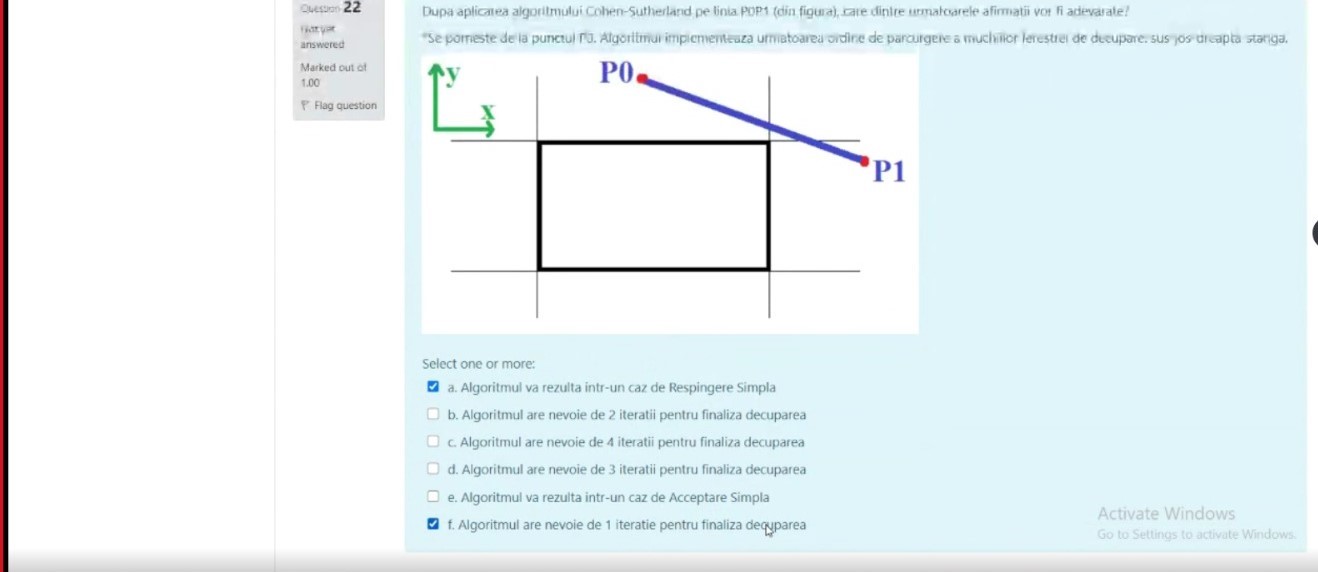 Question 22
Not yet
answered
Marked out of
1.00
Flag question
Dupa aplicarea algoritmului Cohen-Sutherland pe linia P0P1 (din figura), care dintre urmatoarele afirmatii vor fi adevarate?
*Se porneste de la punctul P0. Algoritmul implementeaza urmatoarea ordine de parcurgere a muchiilor ferestrei de decupare: sus-jos-dreapta-stanga.
y
x
P0
P1
Select one or more:
a. Algoritmul va rezulta intr-un caz de Respingere Simpla
b. Algoritmul are nevoie de 2 iteratii pentru finaliza decuparea
c. Algoritmul are nevoie de 4 iteratii pentru finaliza decuparea
d. Algoritmul are nevoie de 3 iteratii pentru finaliza decuparea
e. Algoritmul va rezulta intr-un caz de Acceptare Simpla
f. Algoritmul are nevoie de 1 iteratie pentru finaliza decuparea
Activate Windows
Go to Settings to activate Windows.